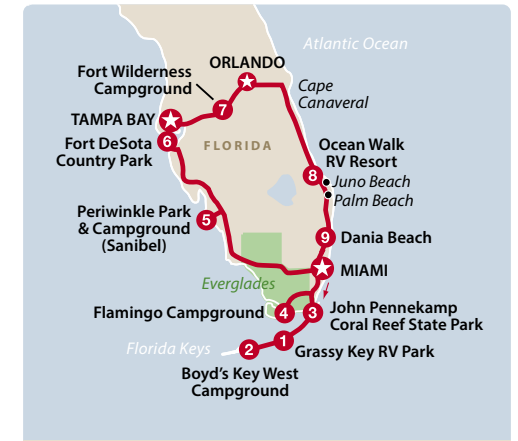 Atlantic Ocean
ORLANDO
Fort Wilderness
Campground
Cape
Canaveral
7
TAMPA BAY
6
Fort DeSota
Country Park
FLORIDA
Ocean Walk
RV Resort
8
Juno Beach
Palm Beach
Periwinkle Park
& Campground
(Sanibel)
5
9
Dania Beach
MIAMI
Everglades
Flamingo Campground
4
3
John Pennekamp
Coral Reef State Park
Florida Keys
2
1
Grassy Key RV Park
Boyd's Key West
Campground